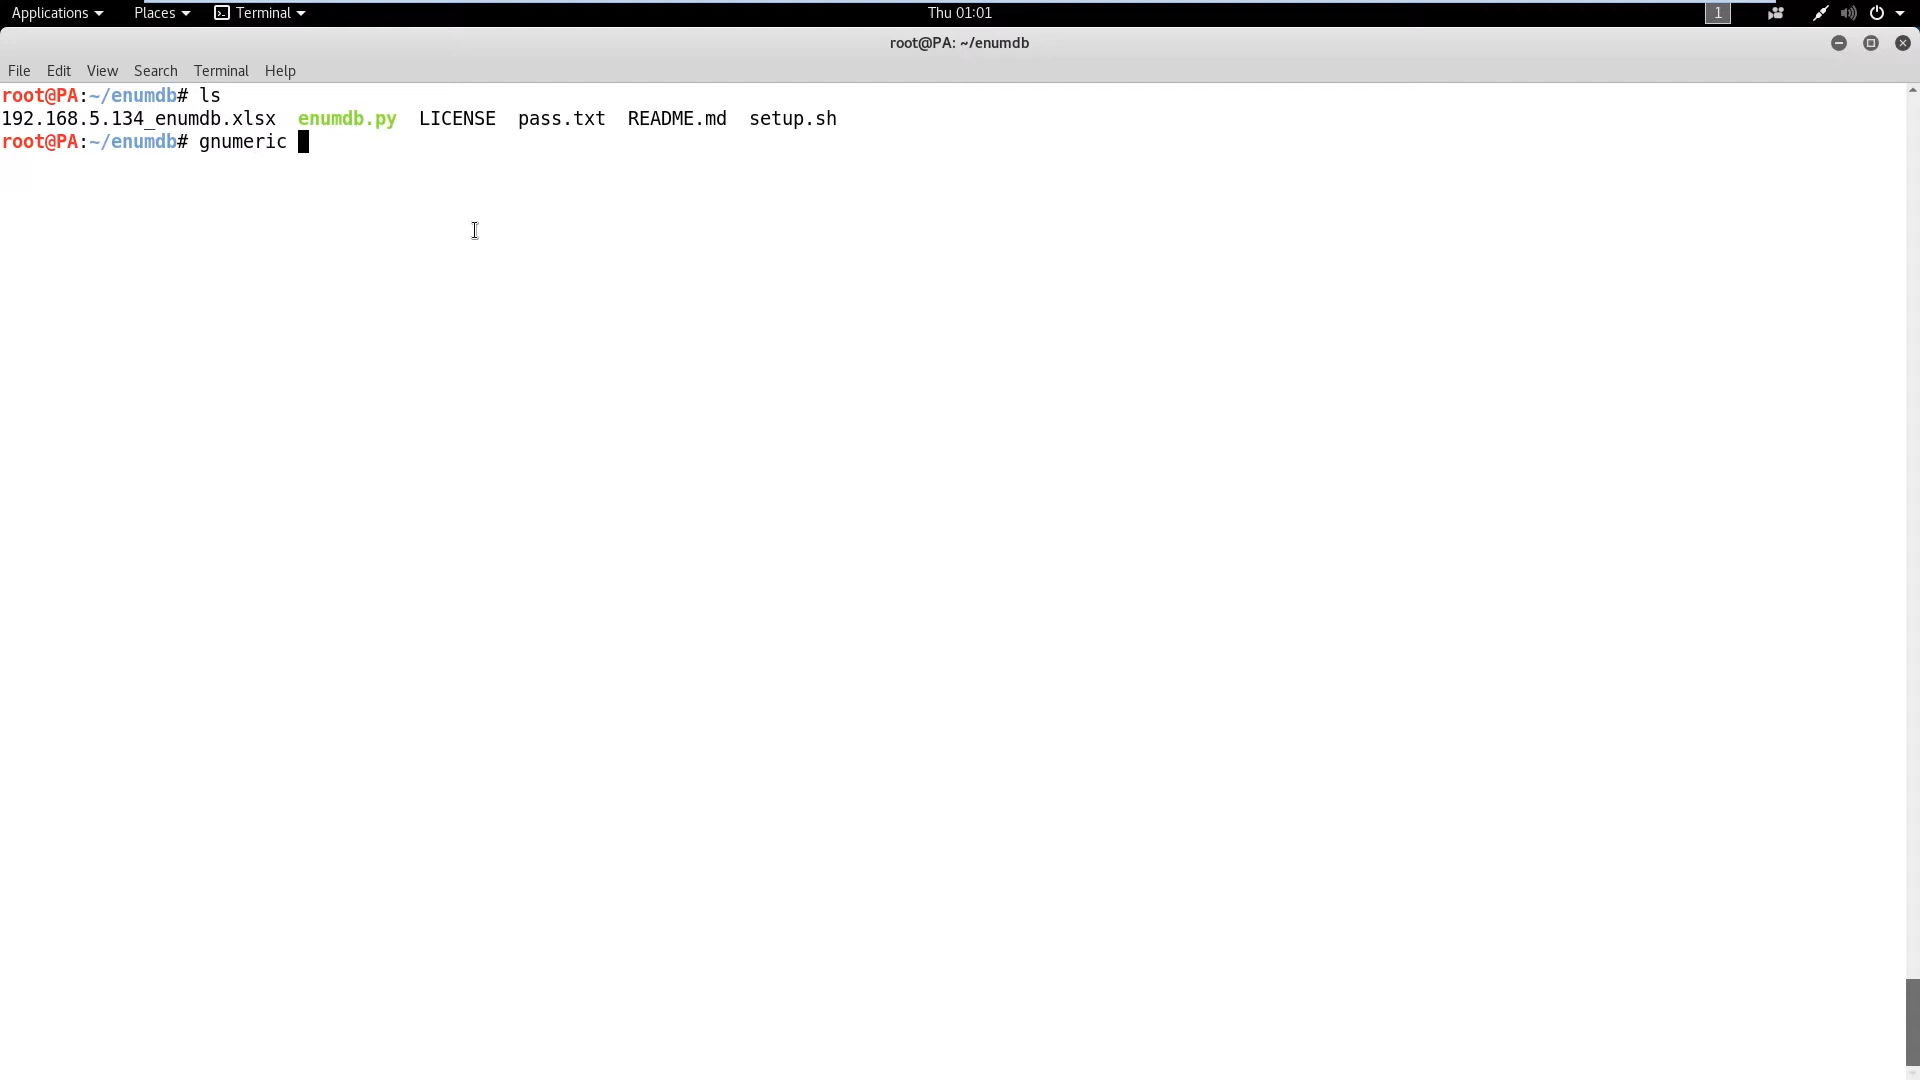 Applications Places Terminal Thu 01:01 1
root@PA: ~/enumdb
File Edit View Search Terminal Help
root@PA:~/enumdb# ls
192.168.5.134_enumdb.xlsx enumdb.py LICENSE pass.txt README.md setup.sh
root@PA:~/enumdb# gnumeric